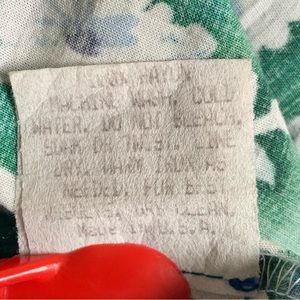 100% RAYON
MACHINE WASH, COLD
WATER. DO NOT BLEACH,
SOAK OR TWIST. LINE
DRY. WARM IRON AS
NEEDED. FOR BEST
RESULTS, DRY CLEAN.
Made in U.S.A.